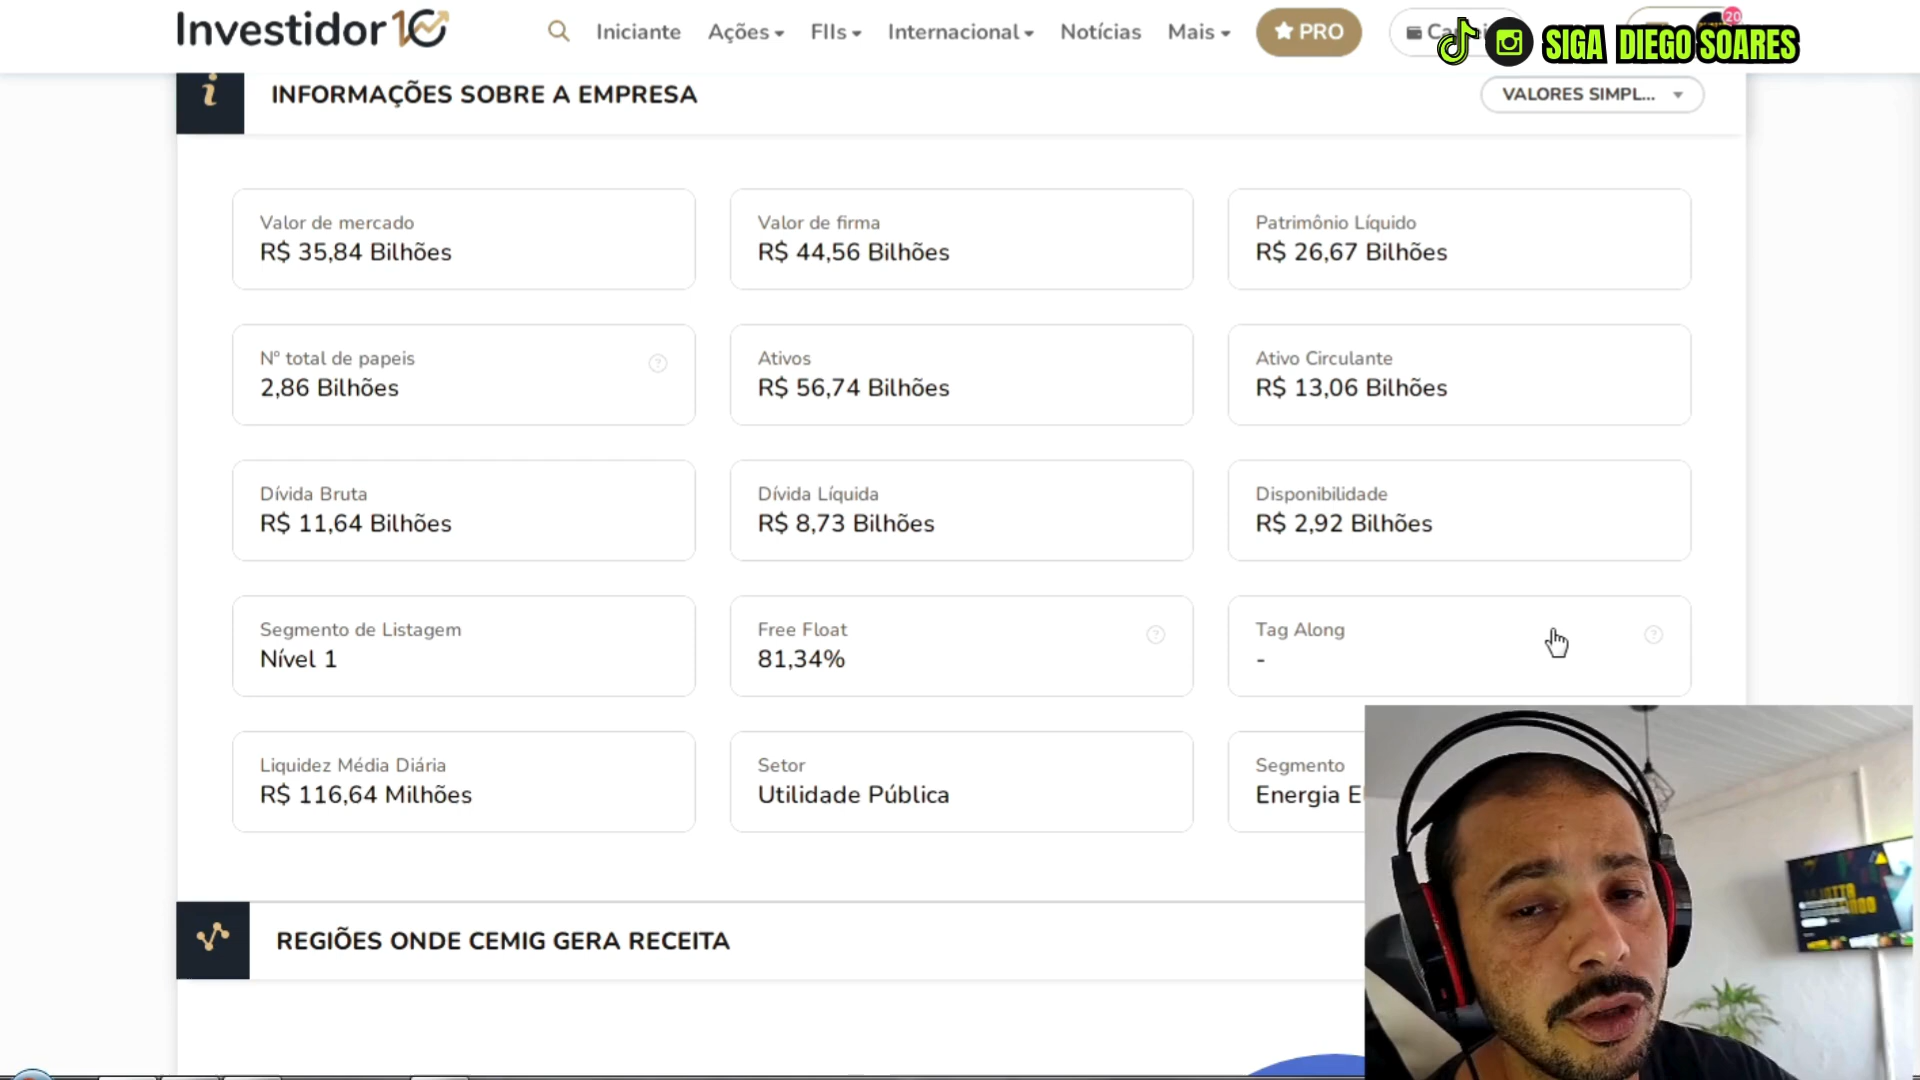 Investidor 10
Iniciante Ações FIIs Internacional Notícias Mais PRO
20
SIGA DIEGO SOARES
INFORMAÇÕES SOBRE A EMPRESA
VALORES SIMPL...
Valor de mercado
R$ 35,84 Bilhões
Valor de firma
R$ 44,56 Bilhões
Patrimônio Líquido
R$ 26,67 Bilhões
Nº total de papeis
2,86 Bilhões
Ativos
R$ 56,74 Bilhões
Ativo Circulante
R$ 13,06 Bilhões
Dívida Bruta
R$ 11,64 Bilhões
Dívida Líquida
R$ 8,73 Bilhões
Disponibilidade
R$ 2,92 Bilhões
Segmento de Listagem
Nível 1
Free Float
81,34%
Tag Along
-
Liquidez Média Diária
R$ 116,64 Milhões
Setor
Utilidade Pública
Segmento
Energia
REGIÕES ONDE CEMIG GERA RECEITA